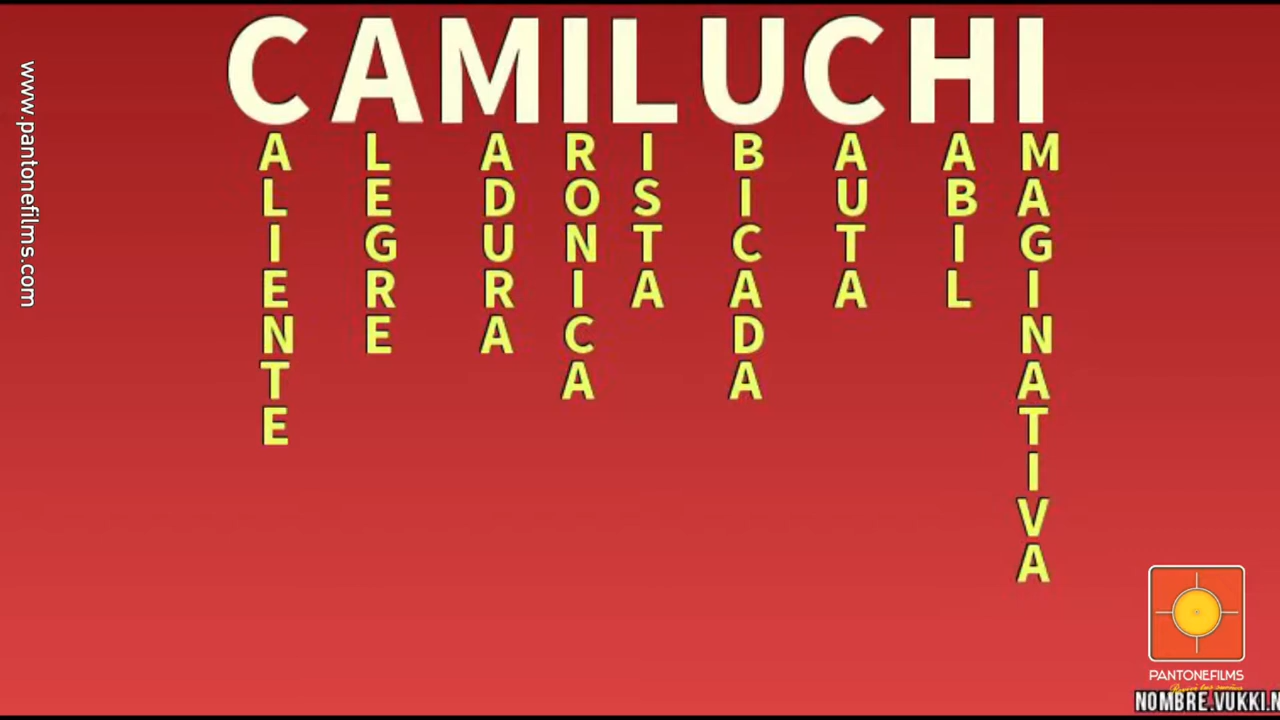 www.pantonefilms.com
CAMILUCHI
ALIENTE
LEGRE
ADURA
RONICA
ISTA
BICADA
AUTA
ABIL
MAGINATIVA
PANTONEFILMS
NOMBRE.VUKKI.N